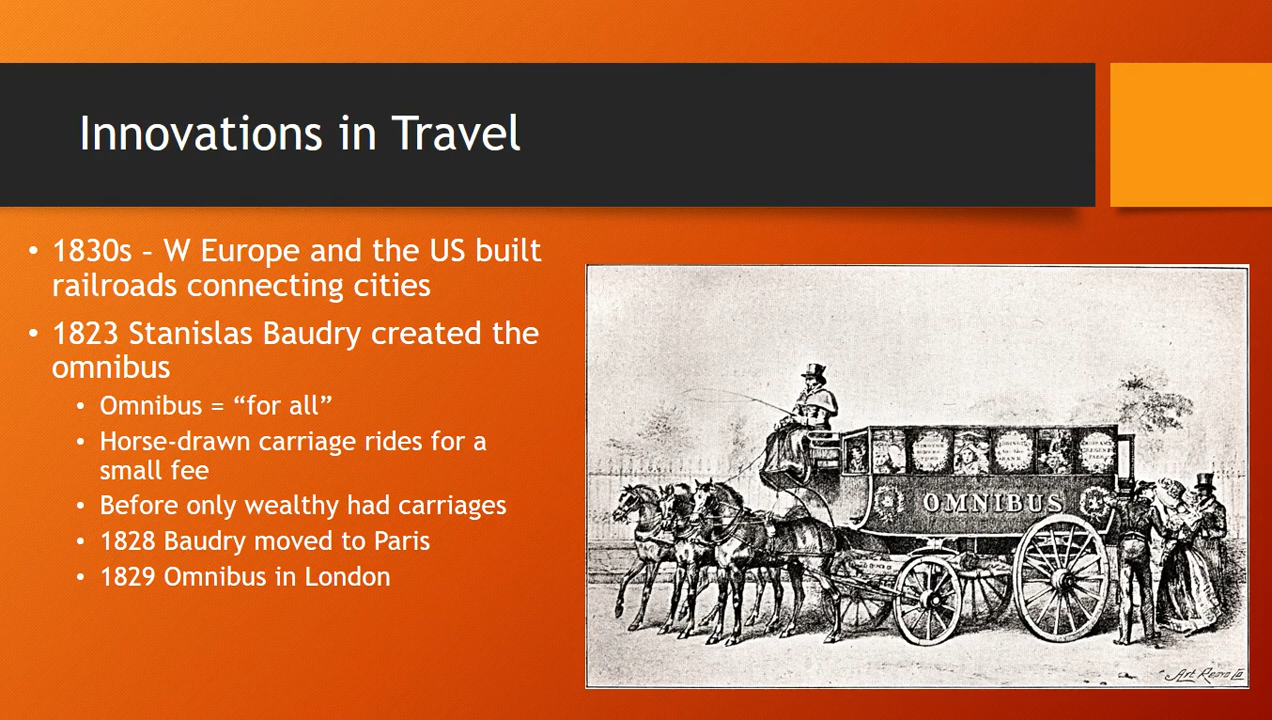 Innovations in Travel
• 1830s – W Europe and the US built
railroads connecting cities
• 1823 Stanislas Baudry created the
omnibus
• Omnibus = “for all”
• Horse-drawn carriage rides for a
small fee
• Before only wealthy had carriages
• 1828 Baudry moved to Paris
• 1829 Omnibus in London
OMNIBUS